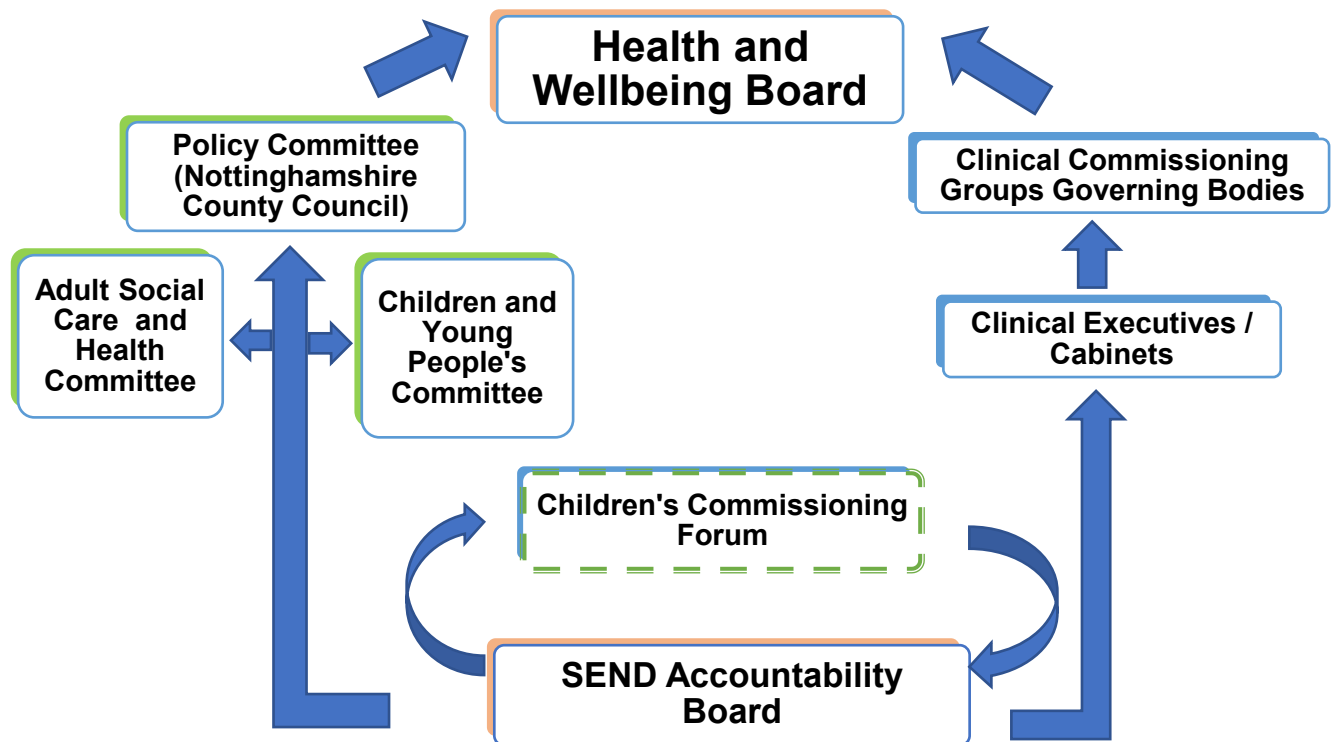 Health and
Wellbeing Board
Policy Committee
(Nottinghamshire
County Council)
Clinical Commissioning
Groups Governing Bodies
Adult Social
Care and
Health
Committee
Children and
Young
People's
Committee
Clinical Executives /
Cabinets
Children's Commissioning
Forum
SEND Accountability
Board